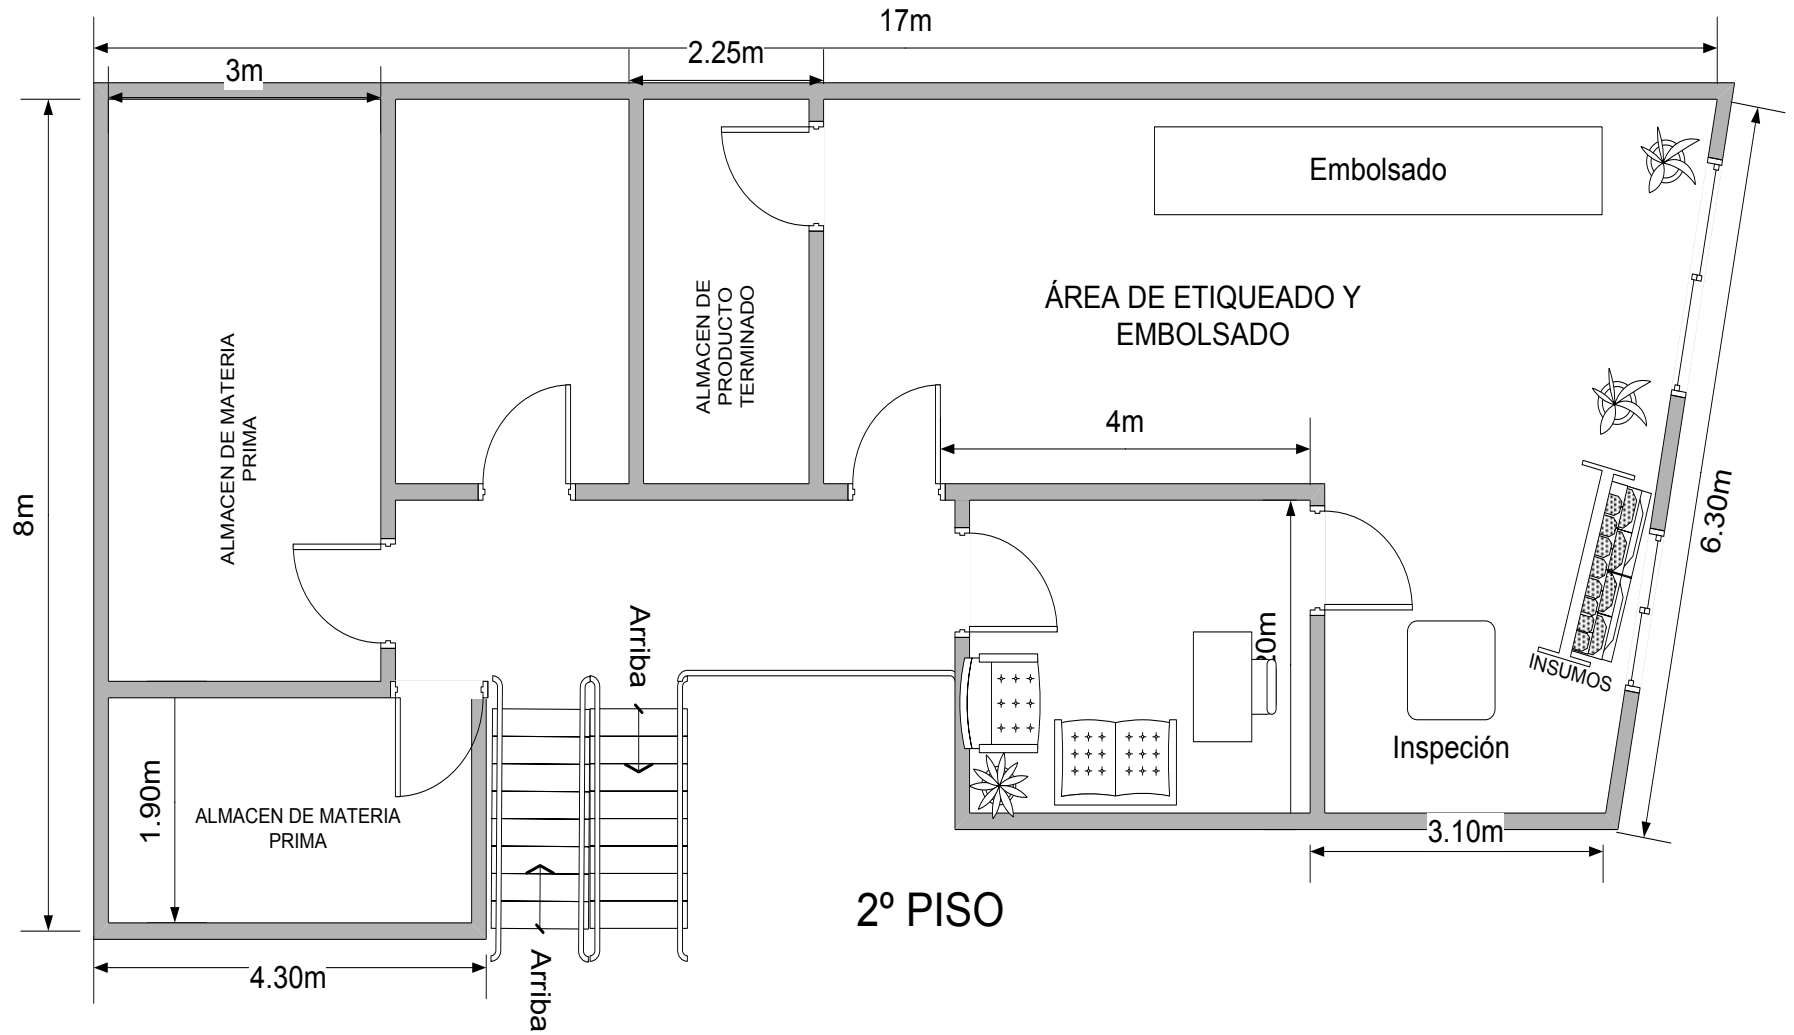 17m
2.25m
3m
Embolsado
ÁREA DE ETIQUEADO Y
EMBOLSADO
ALMACEN DE
PRODUCTO
TERMINADO
ALMACEN DE MATERIA
PRIMA
4m
8m
6.30m
Arriba
20m
INSUMOS
Inspeción
1.90m
ALMACEN DE MATERIA
PRIMA
3.10m
2º PISO
4.30m
Arriba